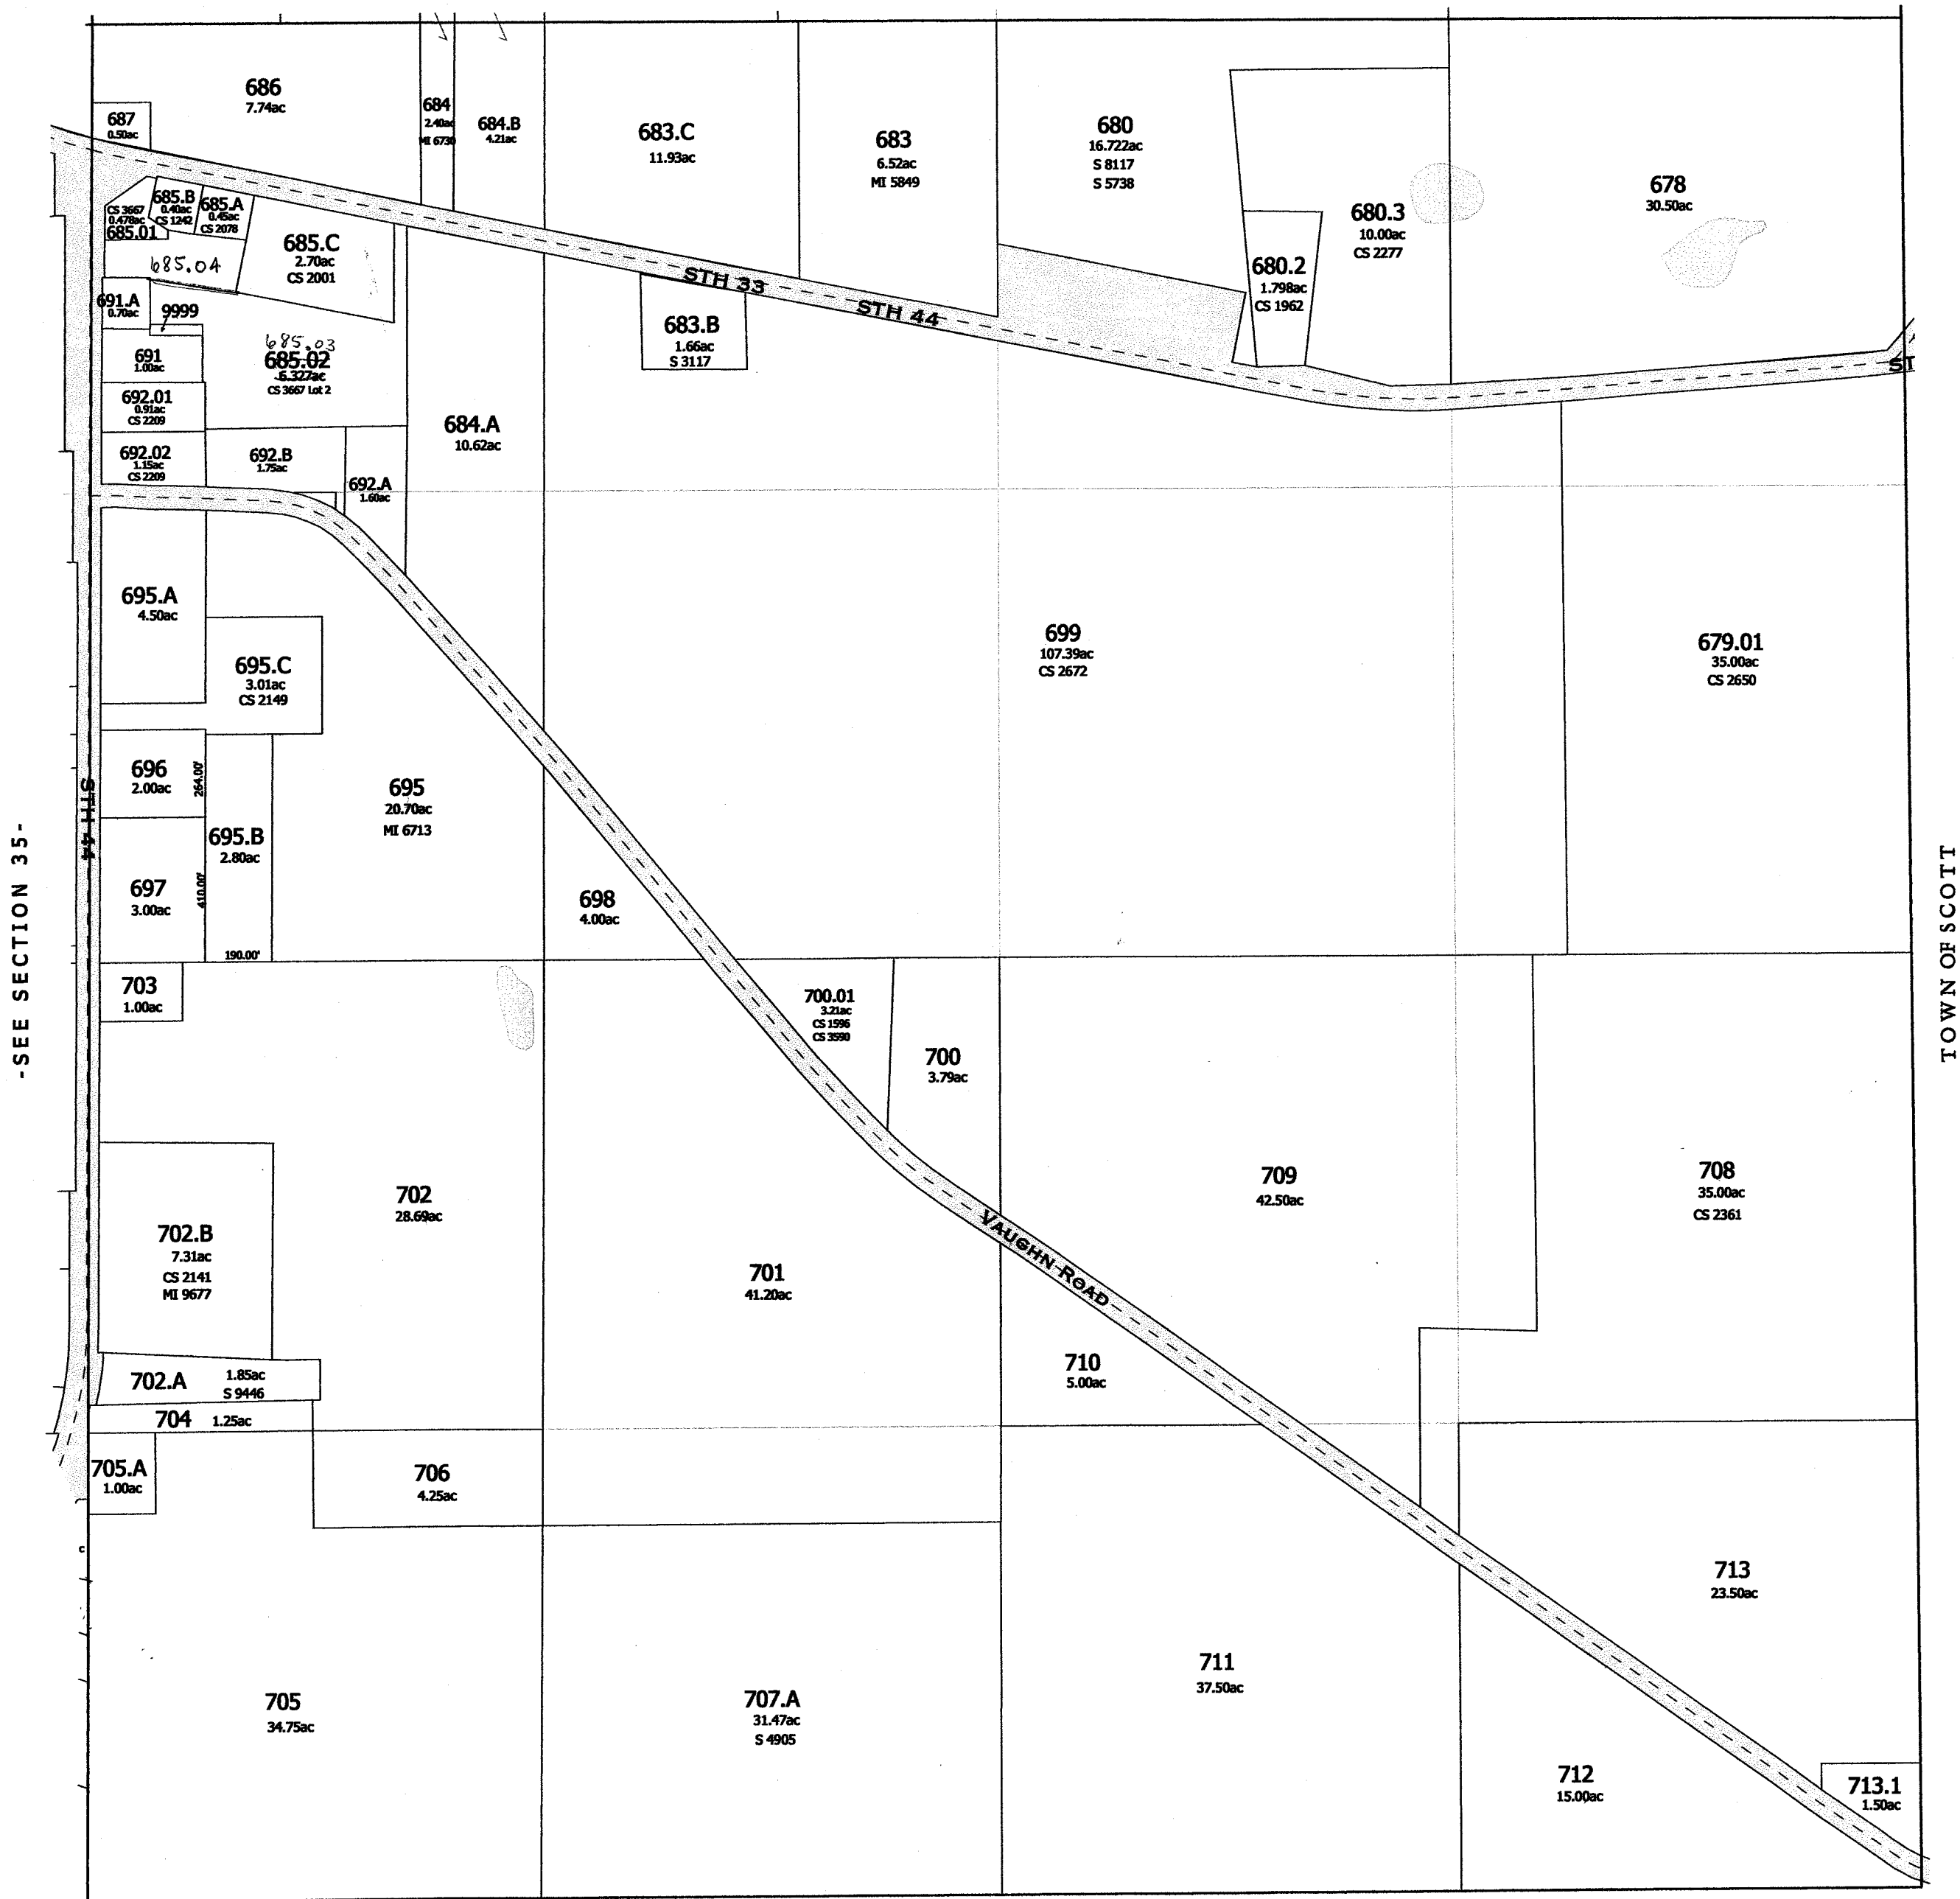 686
7.74ac
687
0.50ac
684
2.40ac
MI 6730
684.B
4.21ac
683.C
11.93ac
683
6.52ac
MI 5849
680
16.722ac
S 8117
S 5738
680.3
10.00ac
CS 2277
678
30.50ac
CS 3667
0.478ac
685.01
685.B
0.40ac
CS 1242
685.A
0.45ac
CS 2078
685.C
2.70ac
CS 2001
685.04
680.2
1.798ac
CS 1962
STH 33
STH 44
691.A
0.70ac
9999
683.B
1.66ac
S 3117
685.03
685.02
6.327ac
CS 3667 Lot 2
691
1.00ac
ST
692.01
0.91ac
CS 2209
684.A
10.62ac
692.02
1.15ac
CS 2209
692.B
1.75ac
692.A
1.60ac
695.A
4.50ac
695.C
3.01ac
CS 2149
699
107.39ac
CS 2672
679.01
35.00ac
CS 2650
696
2.00ac
264.00'
STH 44
695
20.70ac
MI 6713
695.B
2.80ac
697
3.00ac
410.00'
190.00'
698
4.00ac
-SEE SECTION 35-
TOWN OF SCOTT
703
1.00ac
700.01
3.21ac
CS 1596
CS 3590
700
3.79ac
702
28.69ac
709
42.50ac
708
35.00ac
CS 2361
702.B
7.31ac
CS 2141
MI 9677
VAUGHN ROAD
701
41.20ac
710
5.00ac
702.A
1.85ac
S 9446
704 1.25ac
705.A
1.00ac
706
4.25ac
C
713
23.50ac
705
34.75ac
707.A
31.47ac
S 4905
711
37.50ac
712
15.00ac
713.1
1.50ac